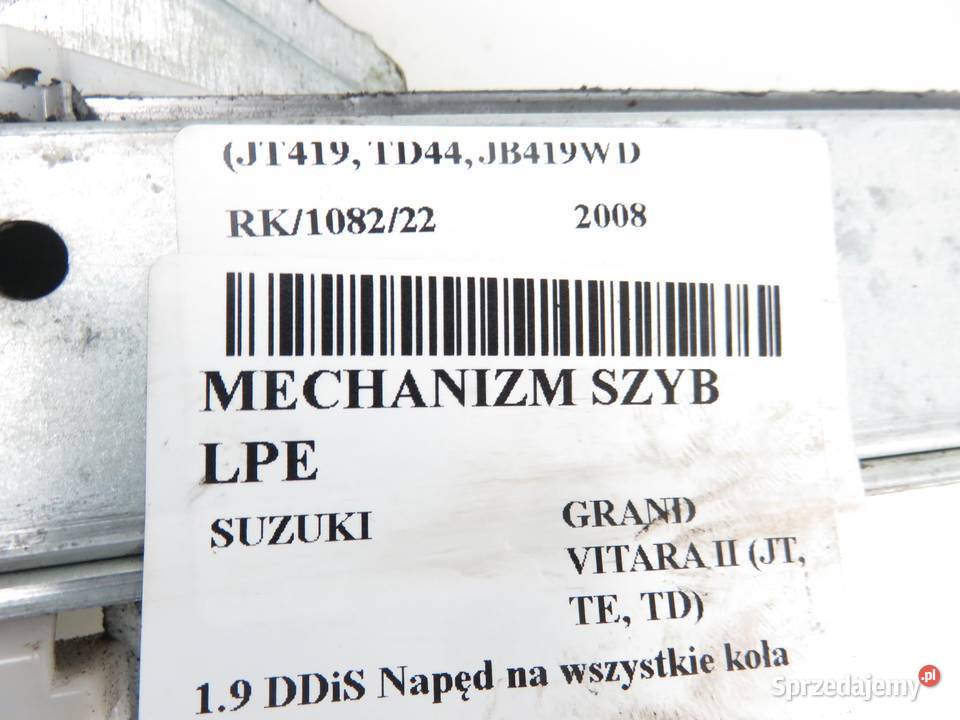 (JT419, TD44, JB419WD
RK/1082/22 2008
MECHANIZM SZYB
LPE
SUZUKI GRAND
VITARA II (JT,
TE, TD)
1.9 DDiS Napęd na wszystkie koła
Sprzedajemy.pl